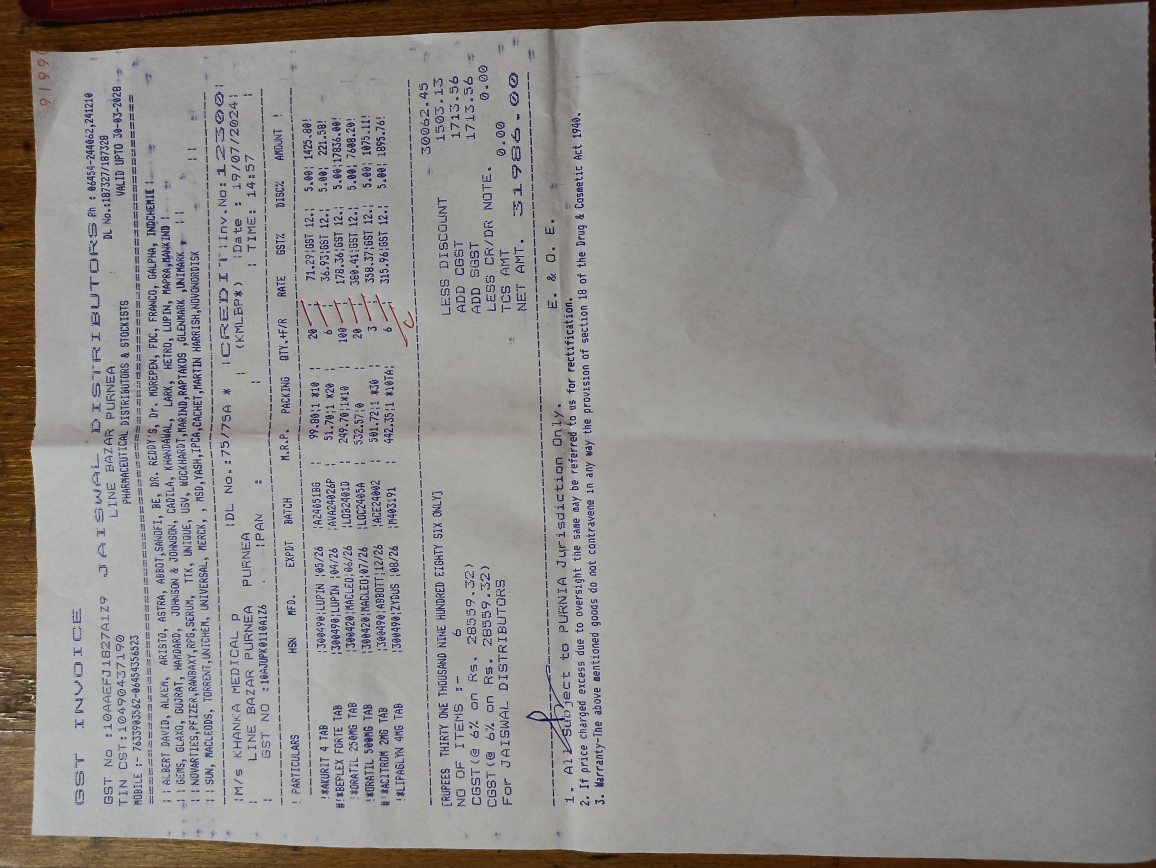 9199
GST INVOICE
GST No :10AAEFJ1827A1Z9 JAISWAL DISTRIBUTORS Ph : 06454-244062,241210
TIN CST:10490437190 LINE BAZAR PURNEA DL No.:187327/187328
MOBILE :- 7633903562-06454356523 PHARMACEUTICAL DISTRIBUTORS & STOCKISTS VALID UPTO 30-03-2028
ALBERT DAVID, ALKEM, ARISTO, ASTRA, ABBOT,SANOFI, BE, DR. REDDY'S, Dr. MOREPEN, FDC, FRANCO, GALPHA, INDCHEMIE
GEMS, GLAXO, GUJRAT, HAMDARD, JOHNSON & JOHNSON, CADILA, KHANDAWAL, LARK, HETRO, LUPIN, MAPRA,MANKIND
NOVARTIES,PFIZER,RANBAXY,RPG,SERUM, TTK, UNIQUE, USV, WOCKHARDT,MARIND,RAPTAKOS ,GLENMARK ,UNIMARK
SUN, MACLEODS, TORRENT,UNICHEM, UNIVERSAL, MERCK, , MSD,YASH,IPCA,CACHET,MARTIN HARRISH,NOVONORDISK
M/s KHANKA MEDICAL P |DL No.:75/75A * |CREDIT|Inv.No:12300|
LINE BAZAR PURNEA PURNEA | (KMLBP*) |Date : 19/07/2024|
GST NO :10AJUPK0110A1Z6 |PAN : | TIME: 14:57
! PARTICULARS HSN MFD. EXPDT BATCH M.R.P. PACKING QTY.+F/R RATE GST% DISC% AMOUNT !
!*AKURIT 4 TAB |300490|LUPIN |05/26 |A24051BG | 99.80|1 *10 | 20 | 71.29|GST 12.| 5.00| 1425.80!
#!*BEPLEX FORTE TAB |300490|LUPIN |04/26 |AVA24026P | 51.70|1 *20 | 6 | 36.93|GST 12.| 5.00| 221.58!
!*ORATIL 250MG TAB |300420|MACLEO|06/26 |LOB2401D | 249.70|1*10 | 100 | 178.36|GST 12.| 5.00|17836.00!
!*ORATIL 500MG TAB |300420|MACLEO|07/26 |LOC2405A | 532.57|0 | 20 | 380.41|GST 12.| 5.00| 7608.20!
#!*ACITROM 2MG TAB |300490|ABBOTT|12/26 |ACE24002 | 501.72|1 *30 | 3 | 358.37|GST 12.| 5.00| 1075.11!
!*LIPAGLYN 4MG TAB |300490|ZYDUS |08/26 |M403191 | 442.35|1 *10TA| 6 | 315.96|GST 12.| 5.00| 1895.76!
30062.45
[RUPEES THIRTY ONE THOUSAND NINE HUNDRED EIGHTY SIX ONLY] LESS DISCOUNT 1503.13
NO OF ITEMS :- 6 ADD CGST 1713.56
CGST(@ 6% on Rs. 28559.32) ADD SGST 1713.56
CGST(@ 6% on Rs. 28559.32) LESS CR/DR NOTE. 0.00
For JAISWAL DISTRIBUTORS TCS AMT 0.00
NET AMT. 31986.00
E. & O. E.
1. All Subject to PURNIA Jurisdiction Only.
2. If price charged excess due to oversight the same may be referred to us for rectification.
3. Warranty-The above mentioned goods do not contravene in any way the provision of section 18 of the Drug & Cosmetic Act 1940.